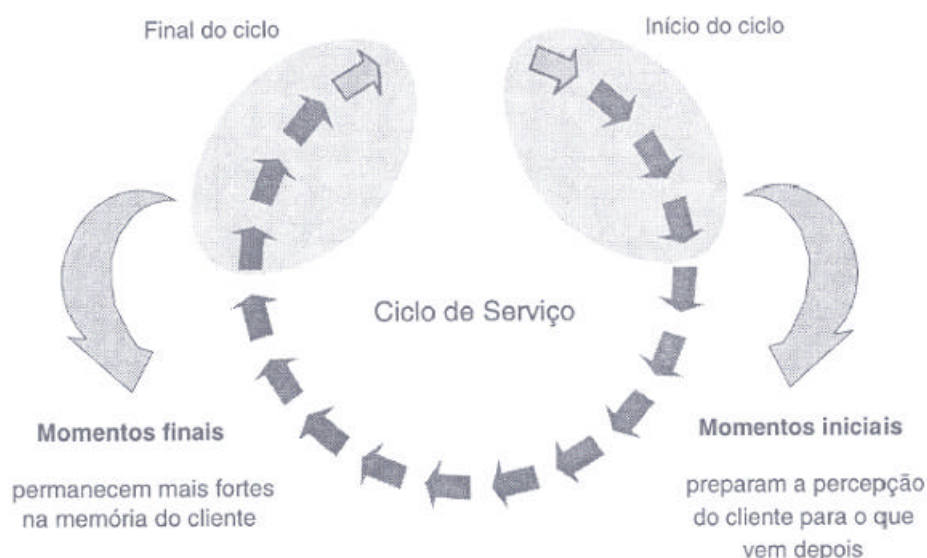 Final do ciclo
Início do ciclo
Ciclo de Serviço
Momentos finais
permanecem mais fortes
na memória do cliente
Momentos iniciais
preparam a percepção
do cliente para o que
vem depois